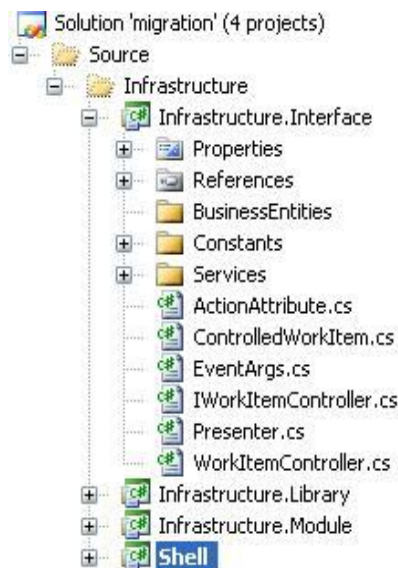 Solution 'migration' (4 projects)
Source
Infrastructure
Infrastructure.Interface
Properties
References
BusinessEntities
Constants
Services
ActionAttribute.cs
ControlledWorkItem.cs
EventArgs.cs
IWorkItemController.cs
Presenter.cs
WorkItemController.cs
Infrastructure.Library
Infrastructure.Module
Shell